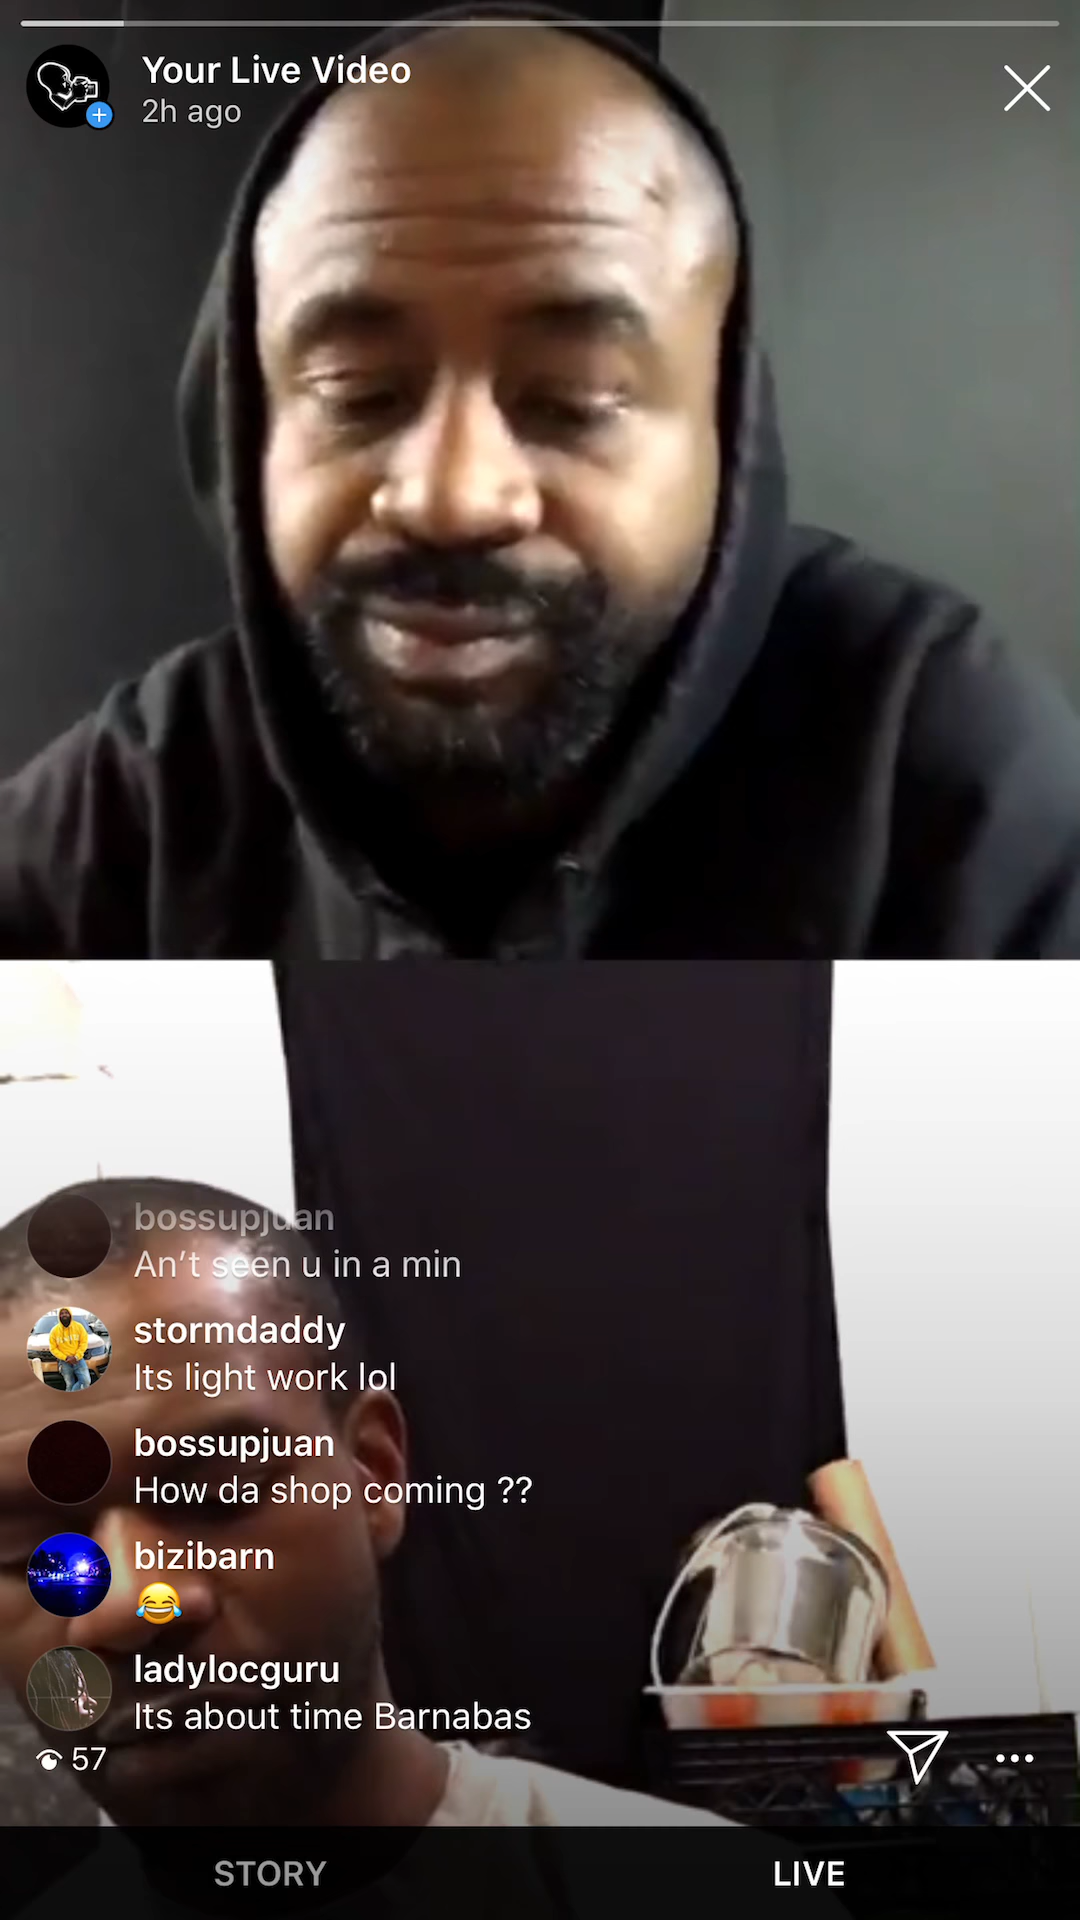 Your Live Video
2h ago
bossupjuan
An't seen u in a min
stormdaddy
Its light work lol
bossupjuan
How da shop coming ??
bizibarn
😂
ladylocguru
Its about time Barnabas
57
STORY
LIVE